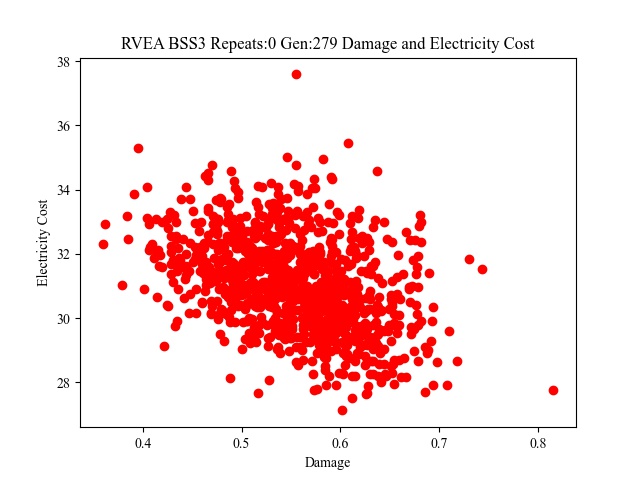 RVEA BSS3 Repeats:0 Gen:279 Damage and Electricity Cost
38
36
34
32
30
28
Electricity Cost
0.4 0.5 0.6 0.7 0.8
Damage